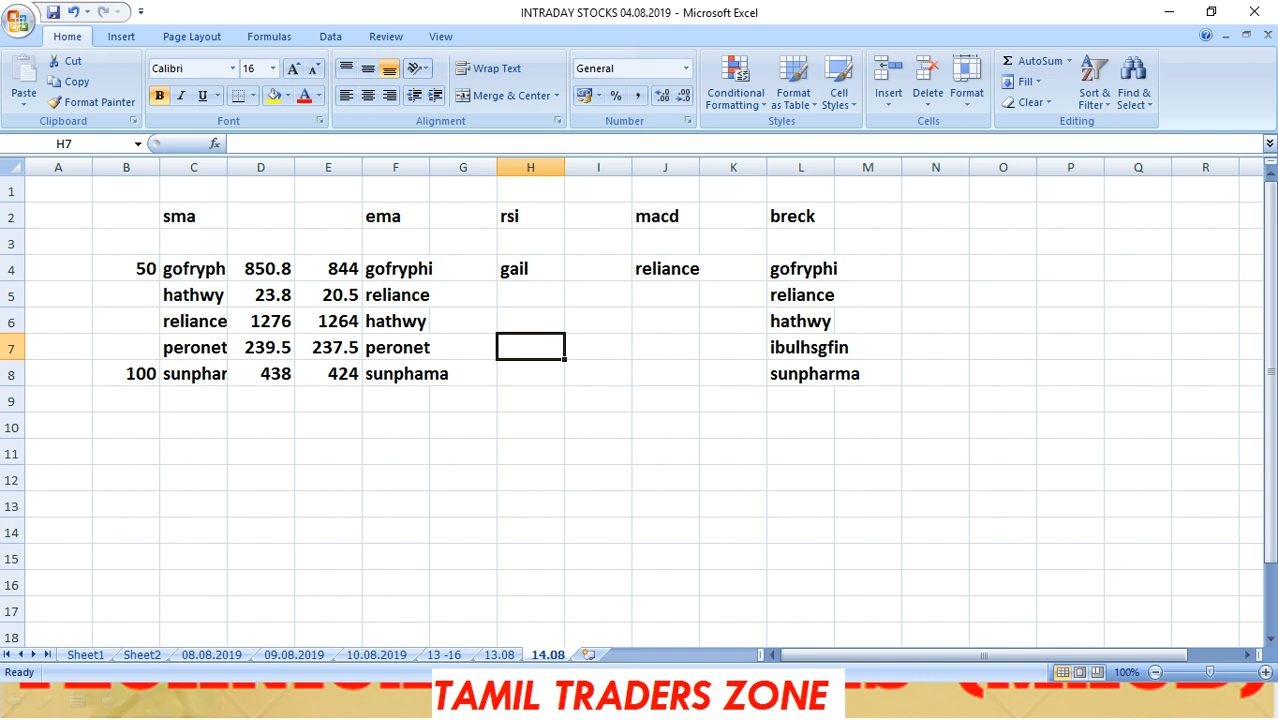 INTRADAY STOCKS 04.08.2019 - Microsoft Excel
Home Insert Page Layout Formulas Data Review View
Paste Cut Copy Format Painter Clipboard
Calibri 16 A A B I U A Font
Wrap Text Merge & Center Alignment
General % , Number
Conditional Formatting Format as Table Cell Styles Styles
Insert Delete Format Cells
Σ AutoSum Fill Clear Sort & Filter Find & Select Editing
H7 fx
A B C D E F G H I J K L M N O P Q R
1
2 sma ema rsi macd breck
3
4 50 gofryph 850.8 844 gofryphi gail reliance gofryphi
5 hathwy 23.8 20.5 reliance reliance
6 reliance 1276 1264 hathwy hathwy
7 peronet 239.5 237.5 peronet ibulhsgfin
8 100 sunphar 438 424 sunphama sunpharma
9
10
11
12
13
14
15
16
17
18
Sheet1 Sheet2 08.08.2019 09.08.2019 10.08.2019 13 -16 13.08 14.08
Ready 100%
TAMIL TRADERS ZONE